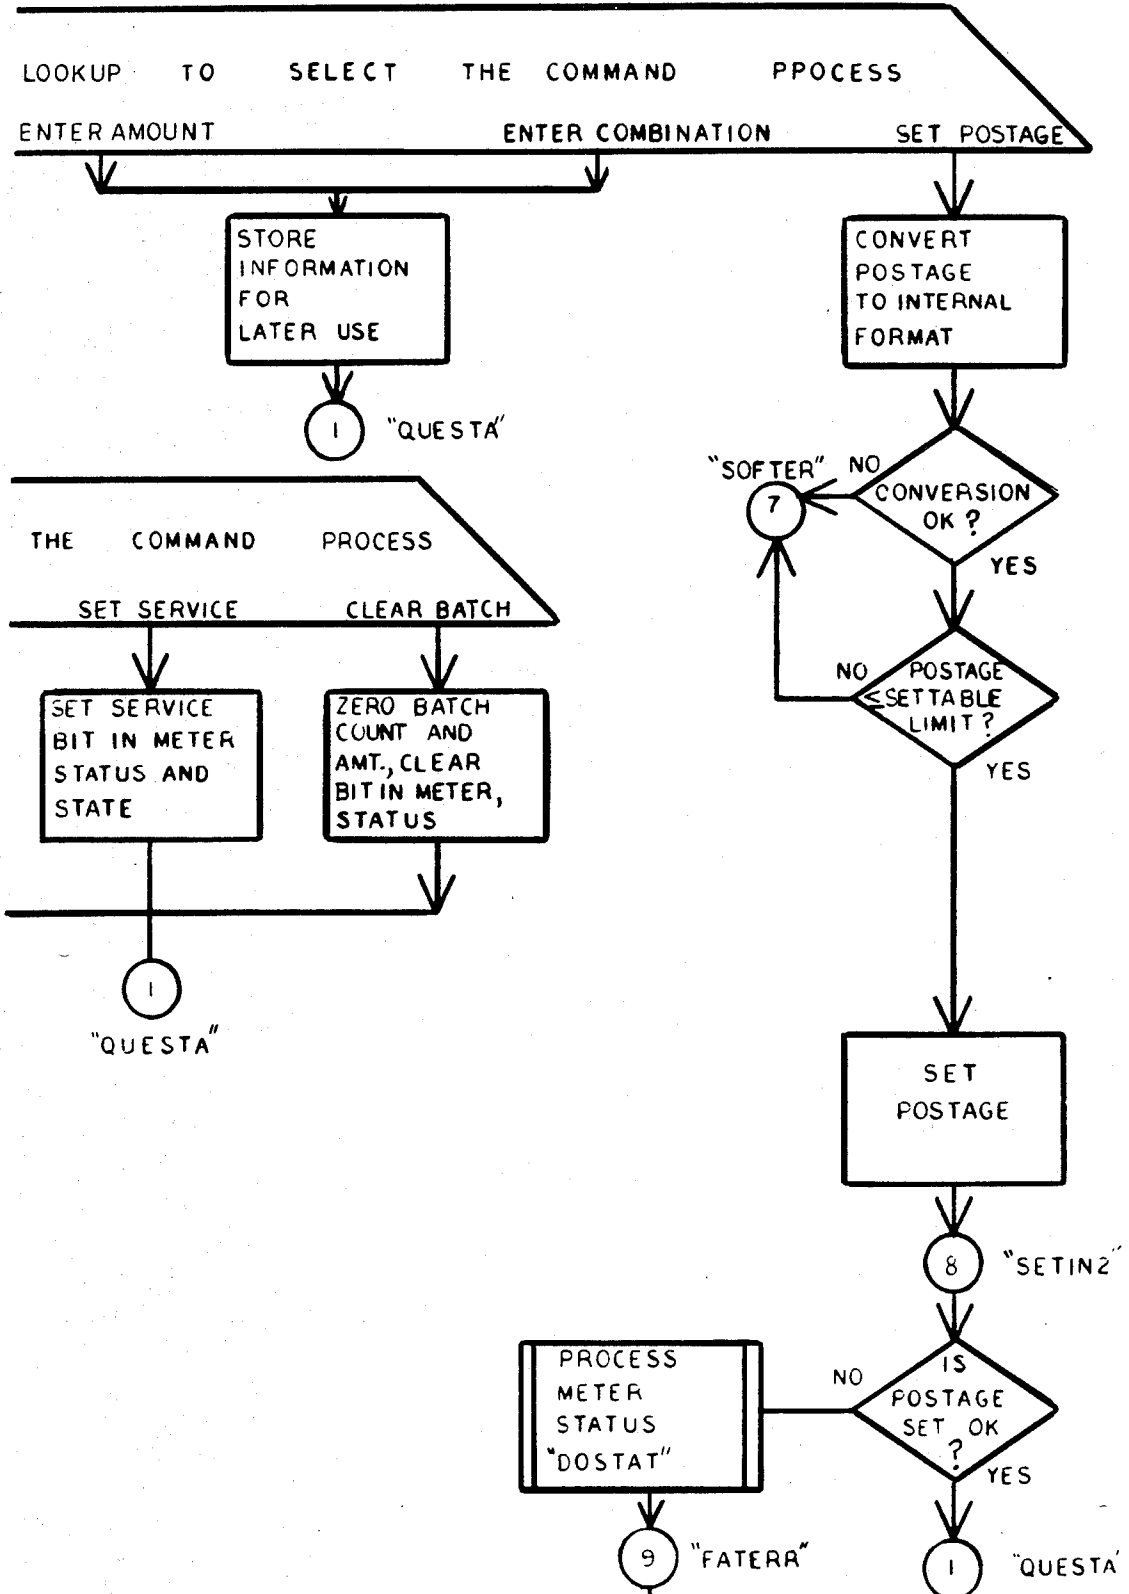 LOOKUP TO SELECT THE COMMAND PPOCESS
ENTER AMOUNT ENTER COMBINATION SET POSTAGE
STORE
INFORMATION
FOR
LATER USE
1 "QUESTA"
CONVERT
POSTAGE
TO INTERNAL
FORMAT
"SOFTER" NO
7
CONVERSION
OK ?
YES
THE COMMAND PROCESS
SET SERVICE CLEAR BATCH
SET SERVICE
BIT IN METER
STATUS AND
STATE
ZERO BATCH
COUNT AND
AMT., CLEAR
BIT IN METER,
STATUS
1
"QUESTA"
NO
POSTAGE
≤SETTABLE
LIMIT ?
YES
SET
POSTAGE
8 "SETIN2"
IS
POSTAGE
SET OK
?
NO
YES
PROCESS
METER
STATUS
"DOSTAT"
9 "FATERR"
1 "QUESTA'